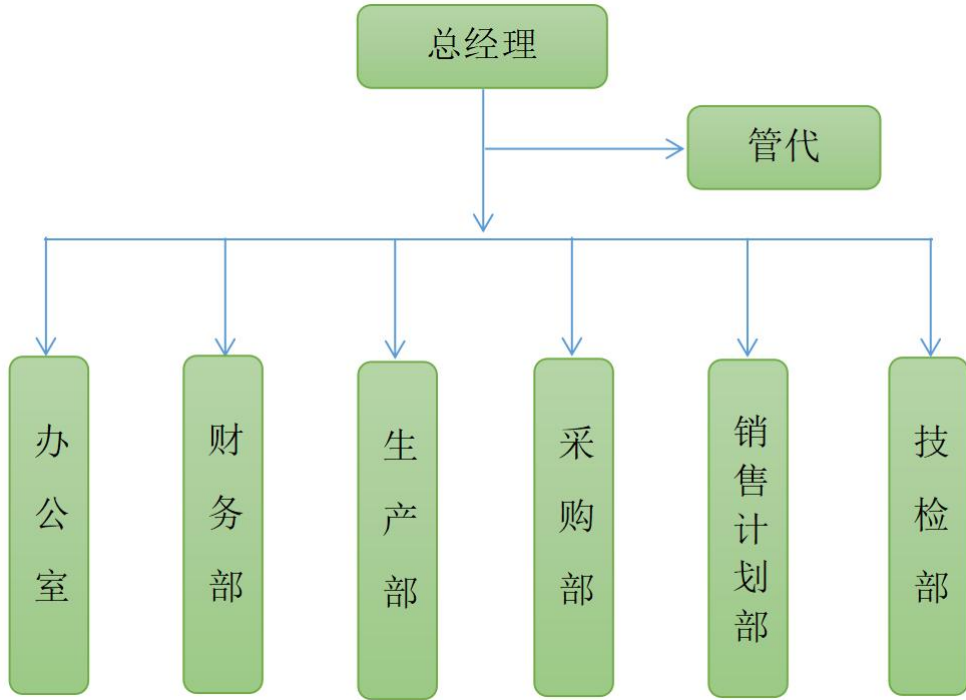 总经理
管代
办公室
财务部
生产部
采购部
销售计划部
技检部